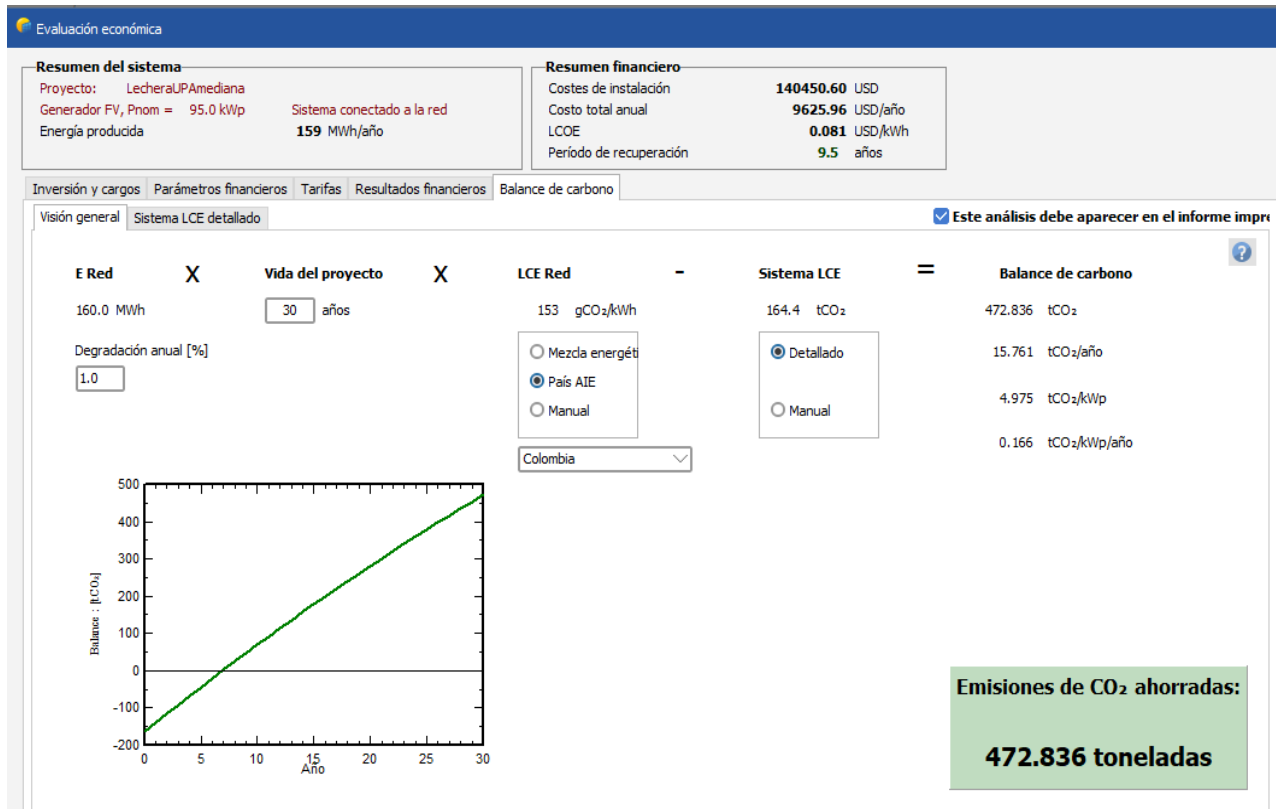 Evaluación económica
Resumen del sistema
Proyecto: LecheraUPAmediana
Generador FV, Pnom = 95.0 kWp Sistema conectado a la red
Energía producida 159 MWh/año
Resumen financiero
Costes de instalación 140450.60 USD
Costo total anual 9625.96 USD/año
LCOE 0.081 USD/kWh
Período de recuperación 9.5 años
Inversión y cargos Parámetros financieros Tarifas Resultados financieros Balance de carbono
Visión general Sistema LCE detallado Este análisis debe aparecer en el informe impre
?
E Red X Vida del proyecto X LCE Red - Sistema LCE = Balance de carbono
160.0 MWh 30 años 153 gCO₂/kWh 164.4 tCO₂ 472.836 tCO₂
Degradación anual [%] Mezcla energéti Detallado 15.761 tCO₂/año
1.0 País AIE
Manual Manual 4.975 tCO₂/kWp
0.166 tCO₂/kWp/año
Colombia
500
400
300
200
100
0
-100
-200
Balance : [tCO₂]
0 5 10 15 20 25 30
Año
Emisiones de CO₂ ahorradas:
472.836 toneladas